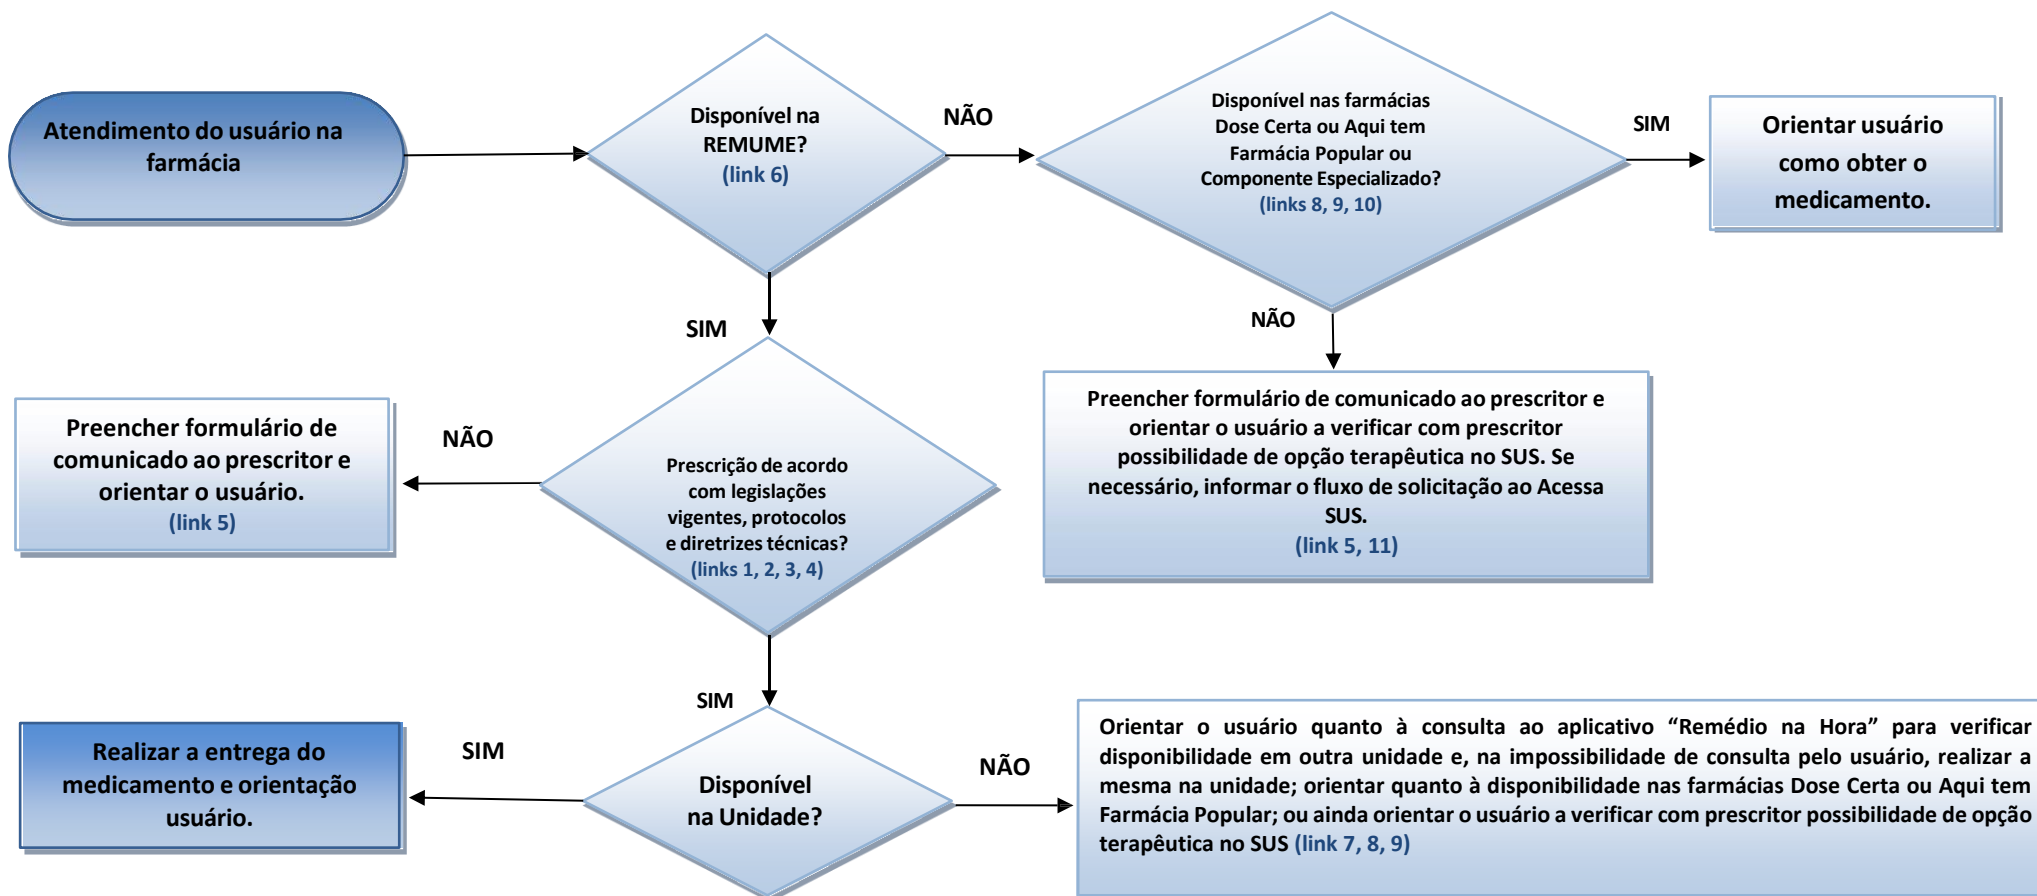 Atendimento do usuário na
farmácia
Disponível na
REMUME?
(link 6)
NÃO
Disponível nas farmácias
Dose Certa ou Aqui tem
Farmácia Popular ou
Componente Especializado?
(links 8, 9, 10)
SIM
Orientar usuário
como obter o
medicamento.
SIM
NÃO
Preencher formulário de
comunicado ao prescritor e
orientar o usuário.
(link 5)
NÃO
Prescrição de acordo
com legislações
vigentes, protocolos
e diretrizes técnicas?
(links 1, 2, 3, 4)
Preencher formulário de comunicado ao prescritor e
orientar o usuário a verificar com prescritor
possibilidade de opção terapêutica no SUS. Se
necessário, informar o fluxo de solicitação ao Acessa
SUS.
(link 5, 11)
SIM
Realizar a entrega do
medicamento e orientação
usuário.
SIM
Disponível
na Unidade?
NÃO
Orientar o usuário quanto à consulta ao aplicativo “Remédio na Hora” para verificar
disponibilidade em outra unidade e, na impossibilidade de consulta pelo usuário, realizar a
mesma na unidade; orientar quanto à disponibilidade nas farmácias Dose Certa ou Aqui tem
Farmácia Popular; ou ainda orientar o usuário a verificar com prescritor possibilidade de opção
terapêutica no SUS (link 7, 8, 9)